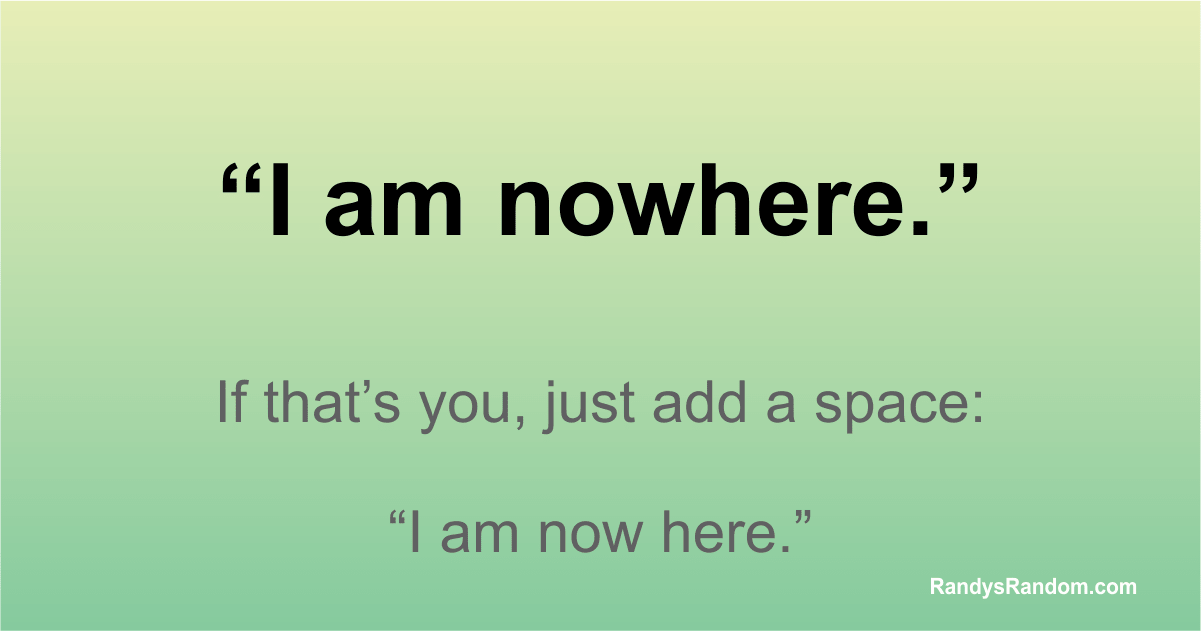 “I am nowhere.”
If that’s you, just add a space:
“I am now here.”
RandysRandom.com